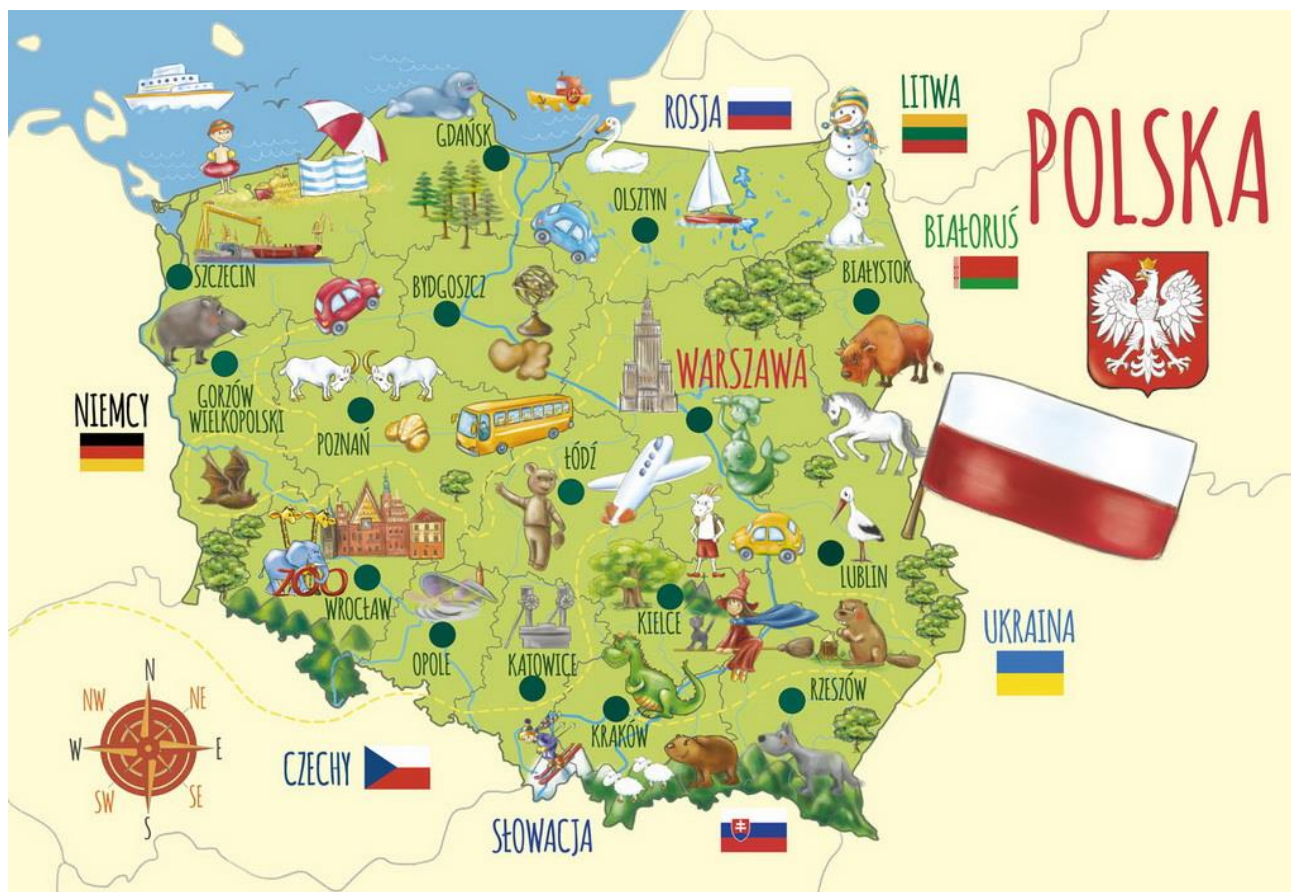 ROSJA
LITWA
POLSKA
GDAŃSK
OLSZTYN
BIAŁORUŚ
SZCZECIN
BYDGOSZCZ
BIAŁYSTOK
WARSZAWA
GORZÓW
WIELKOPOLSKI
NIEMCY
POZNAŃ
ŁÓDŹ
ZOO
WROCŁAW
LUBLIN
KIELCE
UKRAINA
OPOLE
KATOWICE
RZESZÓW
N
NW
NE
W
E
SW
SE
S
KRAKÓW
CZECHY
SŁOWACJA